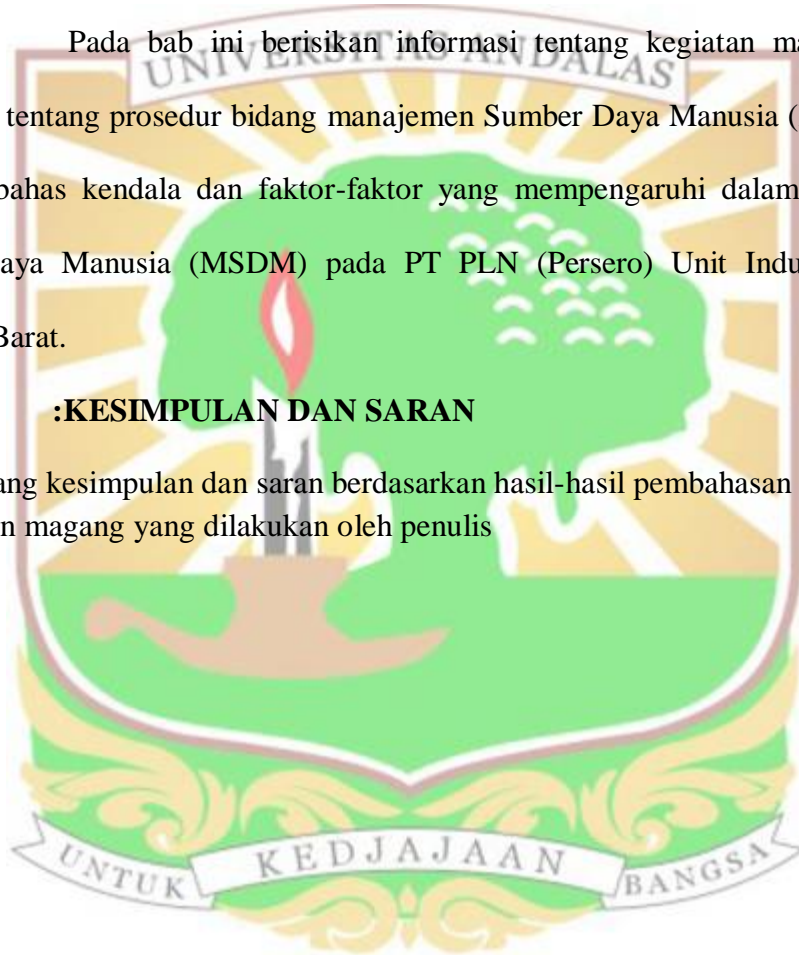 Pada bab ini berisikan informasi tentang kegiatan ma
UNIVERSITAS ANDALAS
tentang prosedur bidang manajemen Sumber Daya Manusia (
bahas kendala dan faktor-faktor yang mempengaruhi dalam
aya Manusia (MSDM) pada PT PLN (Persero) Unit Indu
Barat.
:KESIMPULAN DAN SARAN
ang kesimpulan dan saran berdasarkan hasil-hasil pembahasan
n magang yang dilakukan oleh penulis
UNTUK KEDJAJAAN BANGSA